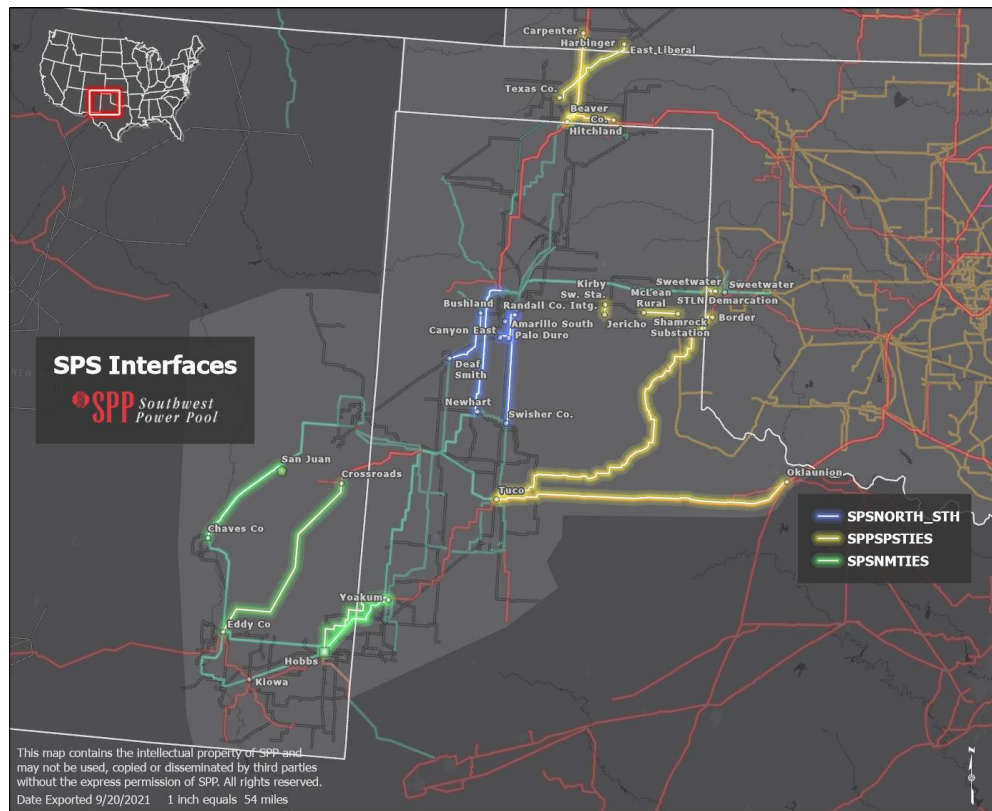 Carpenter
Harbinger
East Liberal
Texas Co.
Beaver
Co.
Hitchland
Kirby
Sw. Sta.
Sweetwater
Sweetwater
Bushland
Randall Co. Intg.
McLean
Rural
STLN Demarcation
Canyon East
Amarillo South
Palo Duro
Jericho
Shamrock
Substation
Border
Deaf
Smith
SPS Interfaces
SPP Southwest
Power Pool
Newhart
Swisher Co.
San Juan
Crossroads
Oklaunion
Tuco
Chaves Co
SPSNORTH_STH
SPPSPSTIES
SPSNMTIES
Yoakum
Eddy Co
Hobbs
Kiowa
This map contains the intellectual property of SPP and
may not be used, copied or disseminated by third parties
without the express permission of SPP. All rights reserved.
Date Exported 9/20/2021 1 inch equals 54 miles
N